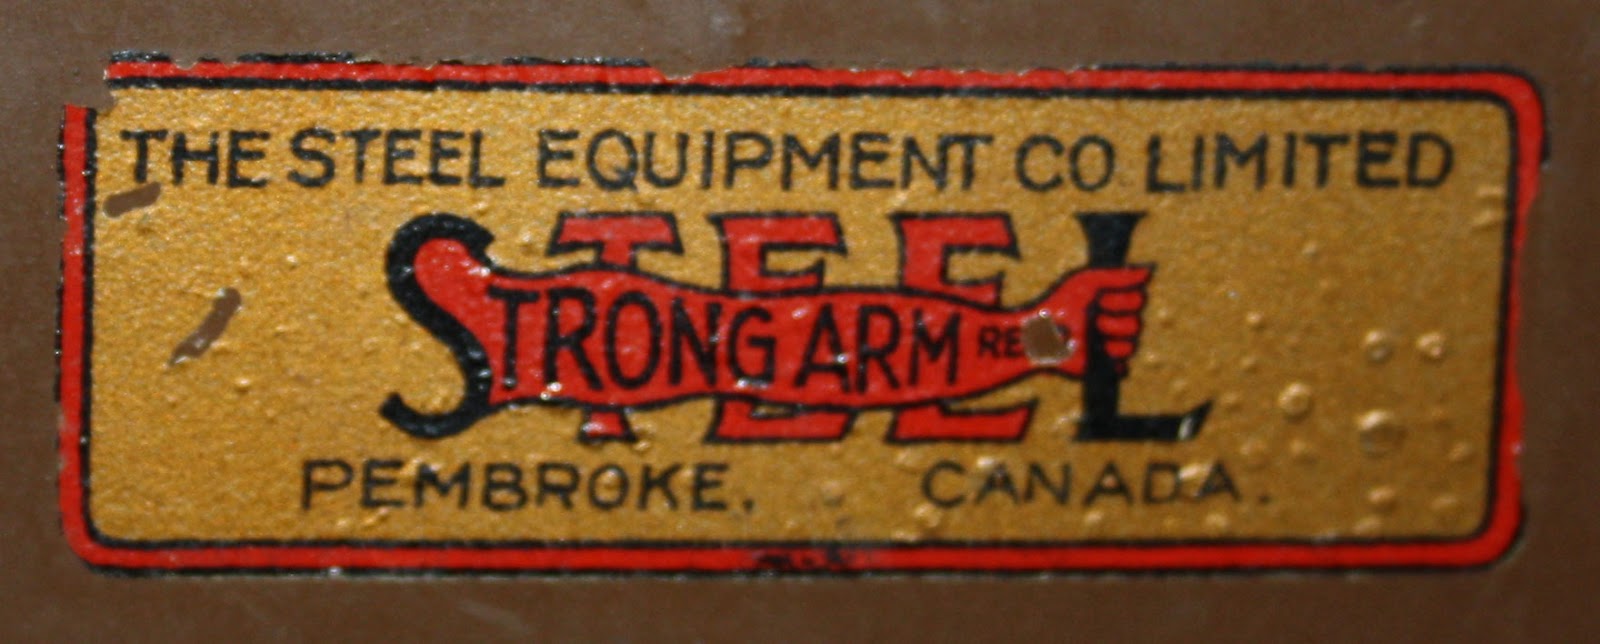 THE STEEL EQUIPMENT CO LIMITED
STEEL
STRONG ARM
PEMBROKE. CANADA.